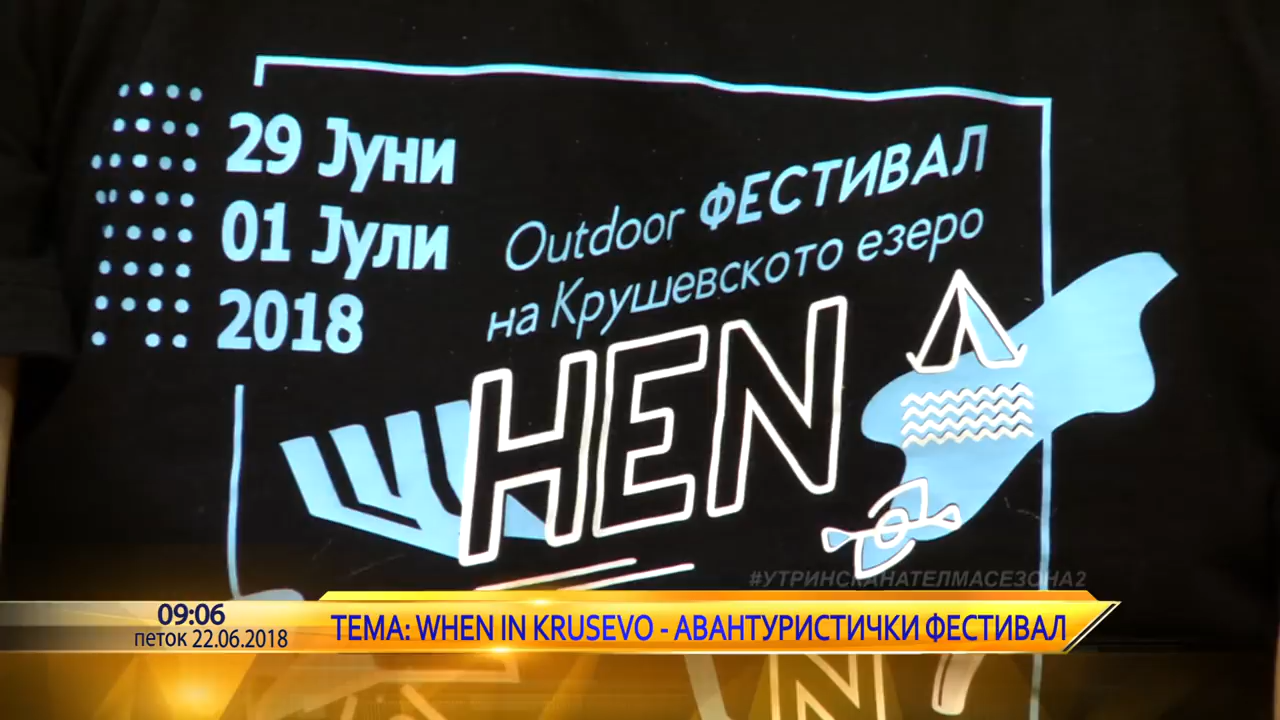 29 Јуни
01 Јули
2018
Outdoor ФЕСТИВАЛ
на Крушевското езеро
WHEN
#УТРИНСКАНАТЕЛМАСЕЗОНА2
09:06
петок 22.06.2018
ТЕМА: WHEN IN KRUSEVO - АВАНТУРИСТИЧКИ ФЕСТИВАЛ